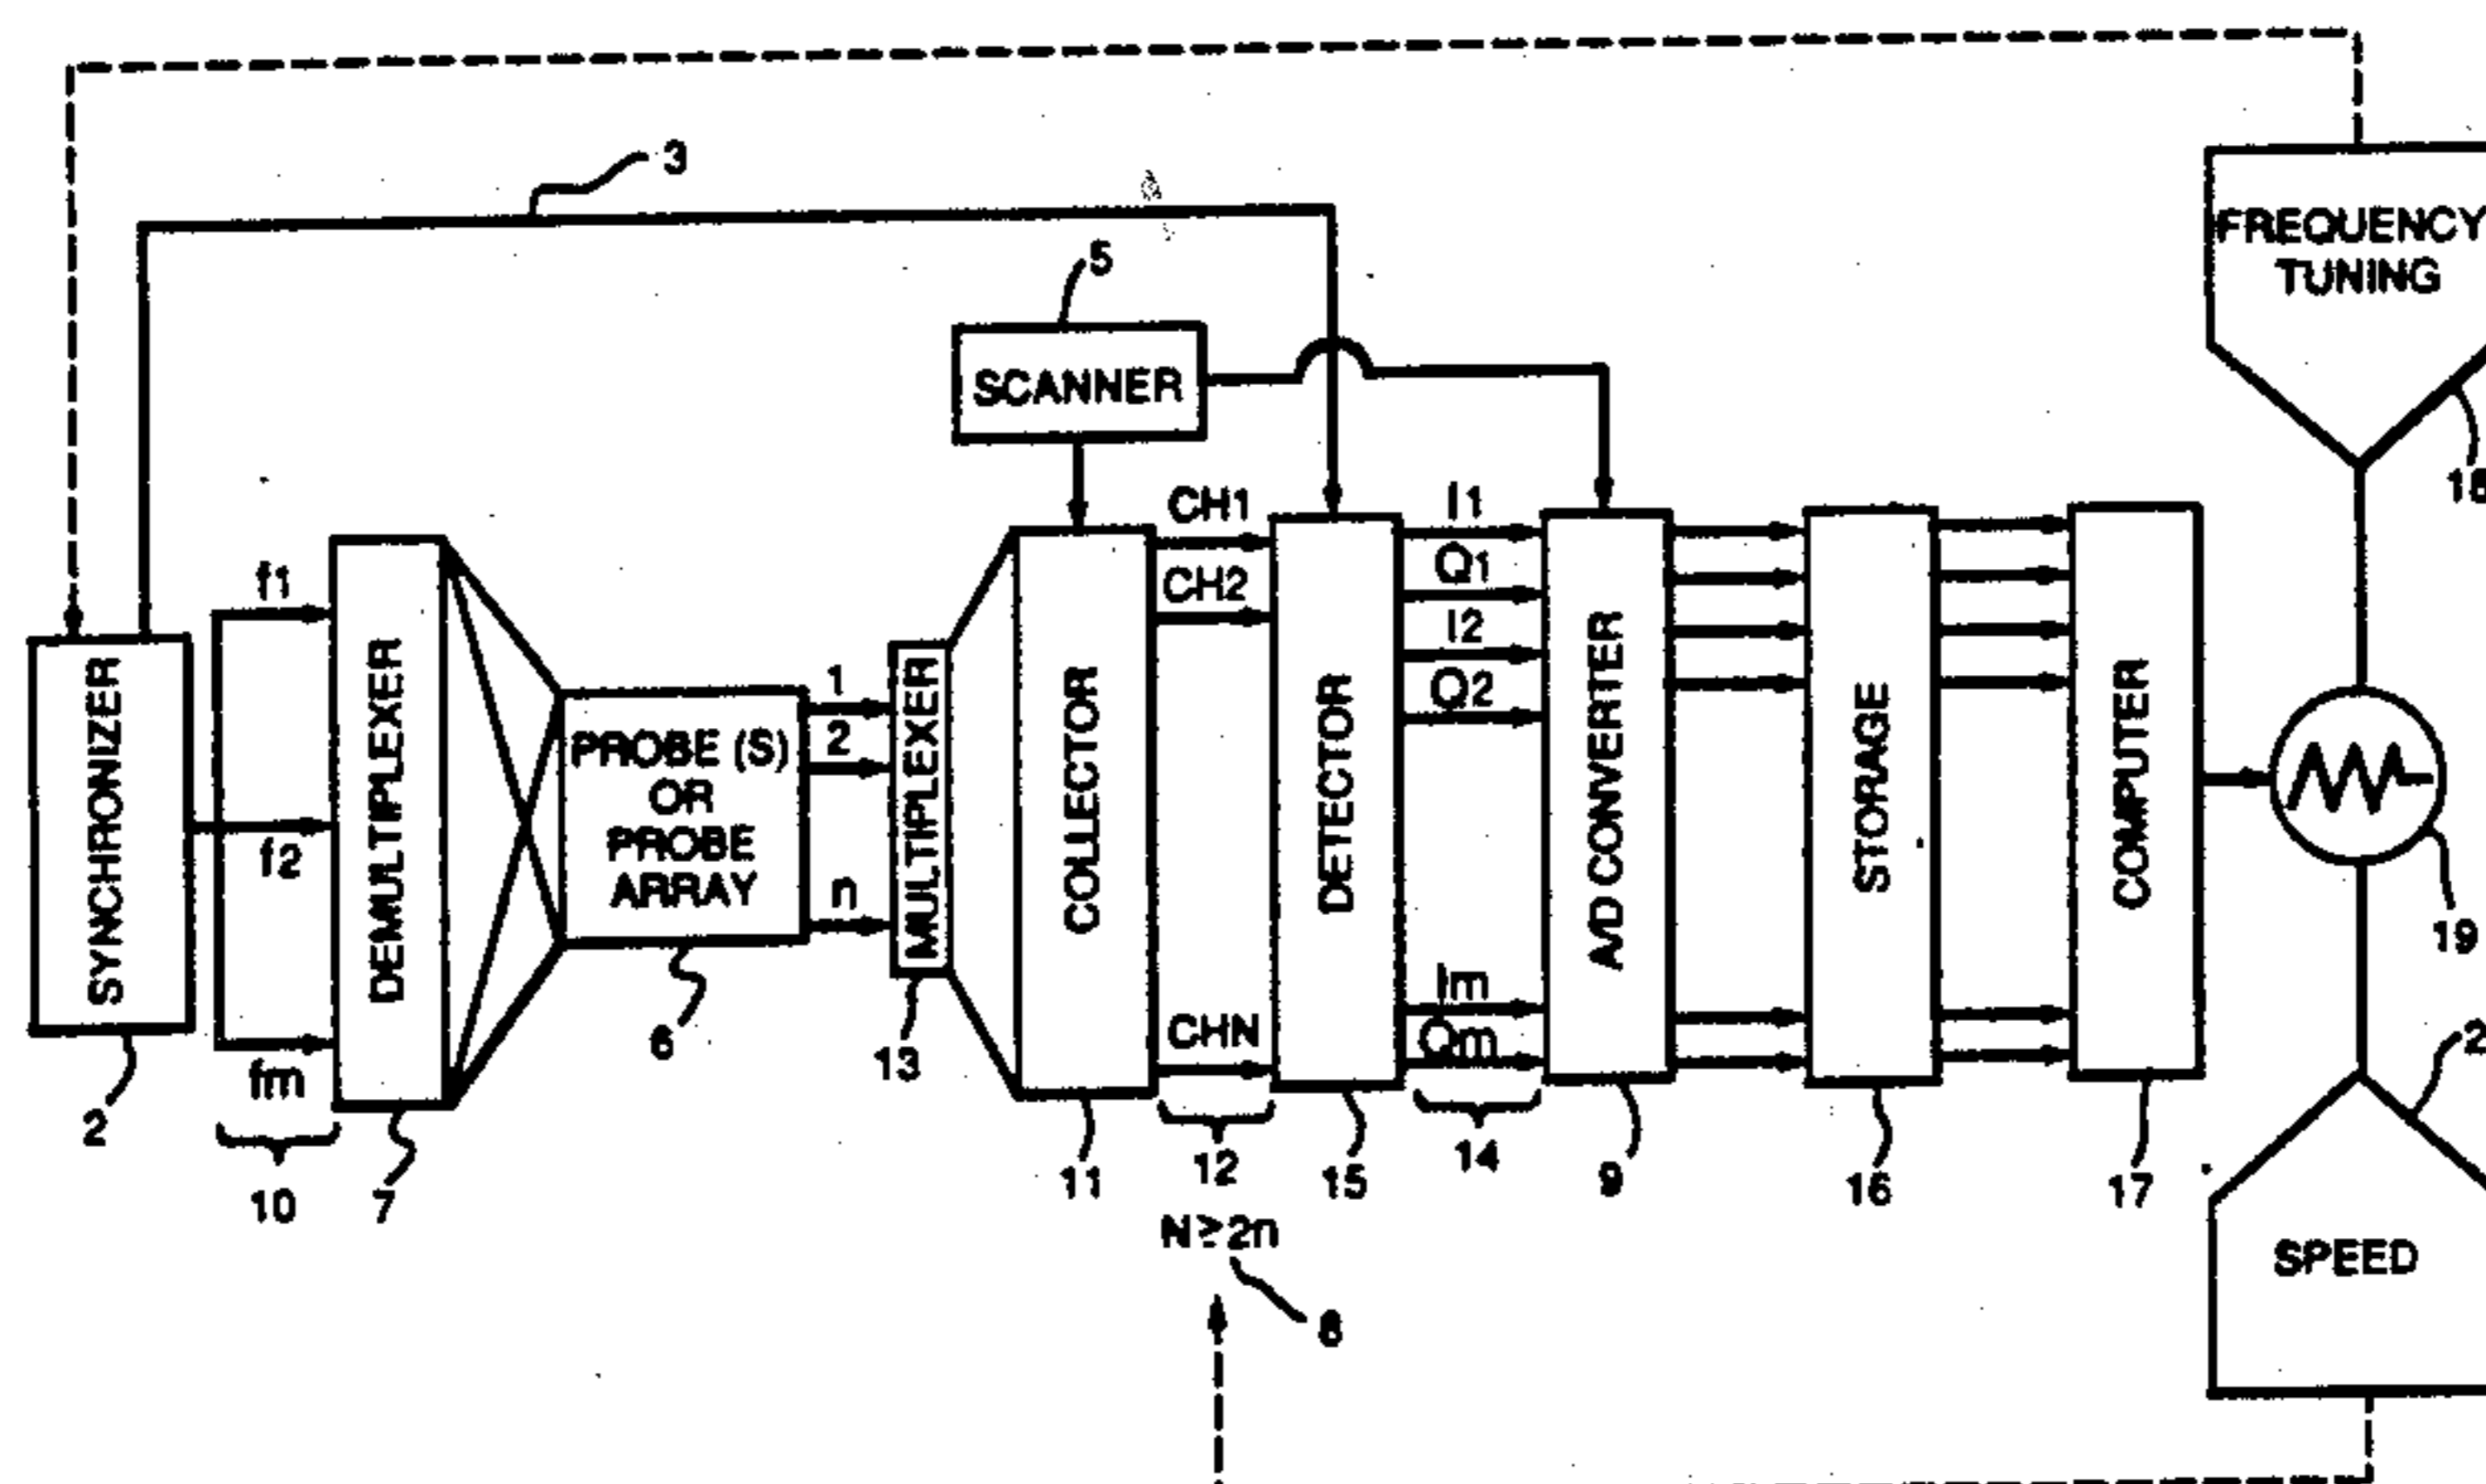 3
5
FREQUENCY
TUNING
SCANNER
18
CH1
I1
f1
Q1
CH2
I2
Q2
SYNCHRONIZER
DEMULTIPLEXER
PROBE (S)
OR
PROBE
ARRAY
1
2
n
MULTIPLEXER
COLLECTOR
DETECTOR
A/D CONVERTER
STORAGE
COMPUTER
f2
19
Im
CHN
Qm
fm
2
6
13
2
10
7
11
12
15
14
9
16
17
N≥2n
SPEED
8